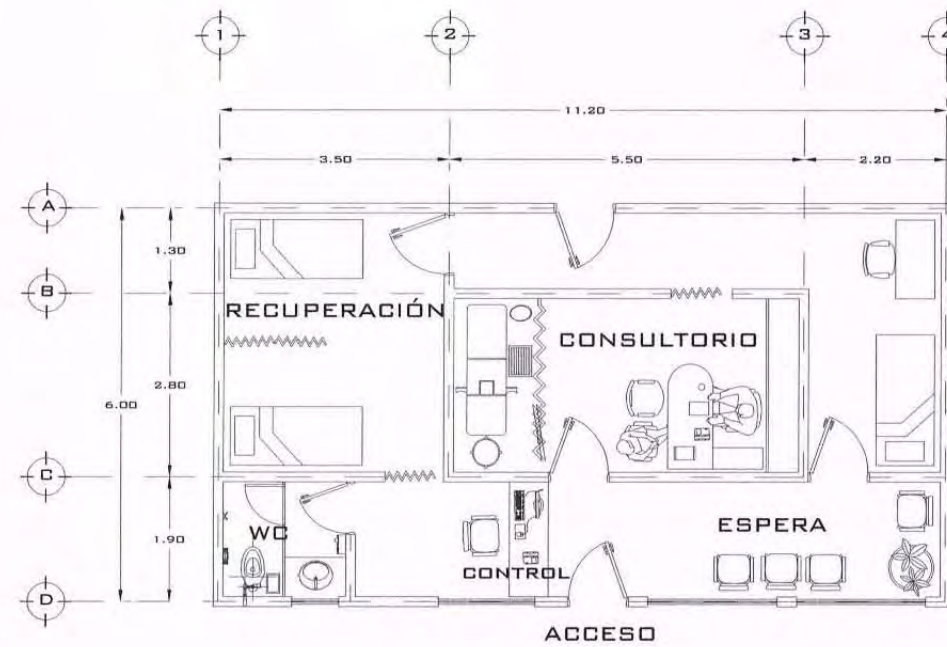 1 2 3 4
11.20
3.50 5.50 2.20
A
1.30
B
RECUPERACIÓN
CONSULTORIO
2.80
6.00
C
1.90
WC
ESPERA
CONTROL
D
ACCESO